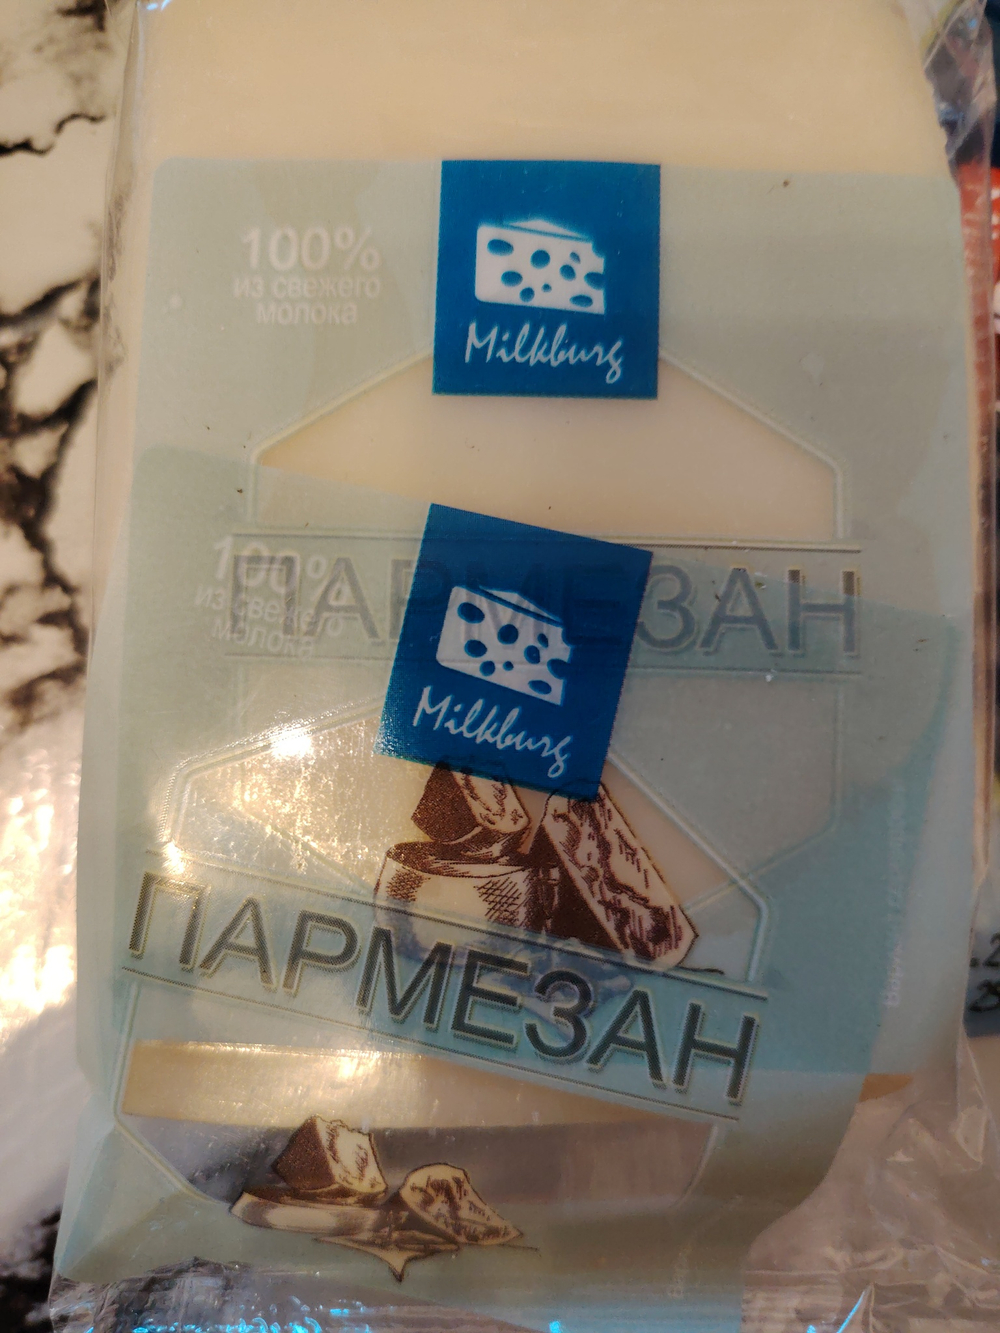 100%
из свежего
молока
Milkburg
ПАРМЕЗАН
100%
из свежего
молока
Milkburg
ПАРМЕЗАН